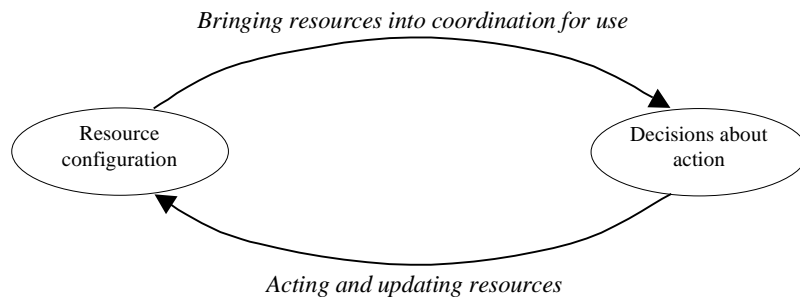 Bringing resources into coordination for use
Resource
configuration
Decisions about
action
Acting and updating resources